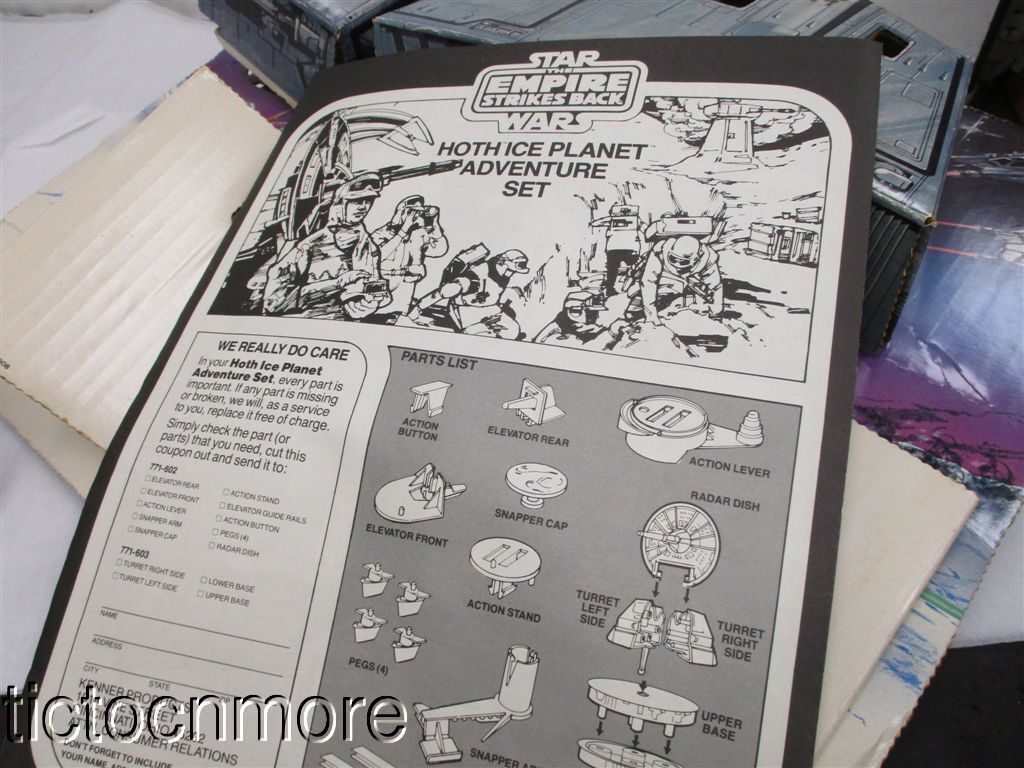 STAR
THE
EMPIRE
STRIKES BACK
WARS
HOTH ICE PLANET
ADVENTURE
SET
WE REALLY DO CARE
In your Hoth Ice Planet
Adventure Set, every part is
important. If any part is missing
or broken, we will, as a service
to you, replace it free of charge.
Simply check the part (or
parts) that you need, cut this
coupon out and send it to:
771-602
ELEVATOR REAR
ELEVATOR FRONT
ACTION LEVER
SNAPPER ARM
SNAPPER CAP
ACTION STAND
ELEVATOR GUIDE RAILS
ACTION BUTTON
PEGS (4)
RADAR DISH
771-603
TURRET RIGHT SIDE
TURRET LEFT SIDE
LOWER BASE
UPPER BASE
NAME
ADDRESS
CITY
STATE
KENNER PRODUCTS
CONSUMER RELATIONS
DON'T FORGET TO INCLUDE
YOUR NAME,
PARTS LIST
ACTION
BUTTON
ELEVATOR REAR
ACTION LEVER
ELEVATOR FRONT
SNAPPER CAP
RADAR DISH
ACTION STAND
TURRET
LEFT
SIDE
TURRET
RIGHT
SIDE
PEGS (4)
UPPER
BASE
SNAPPER
tictocnmore